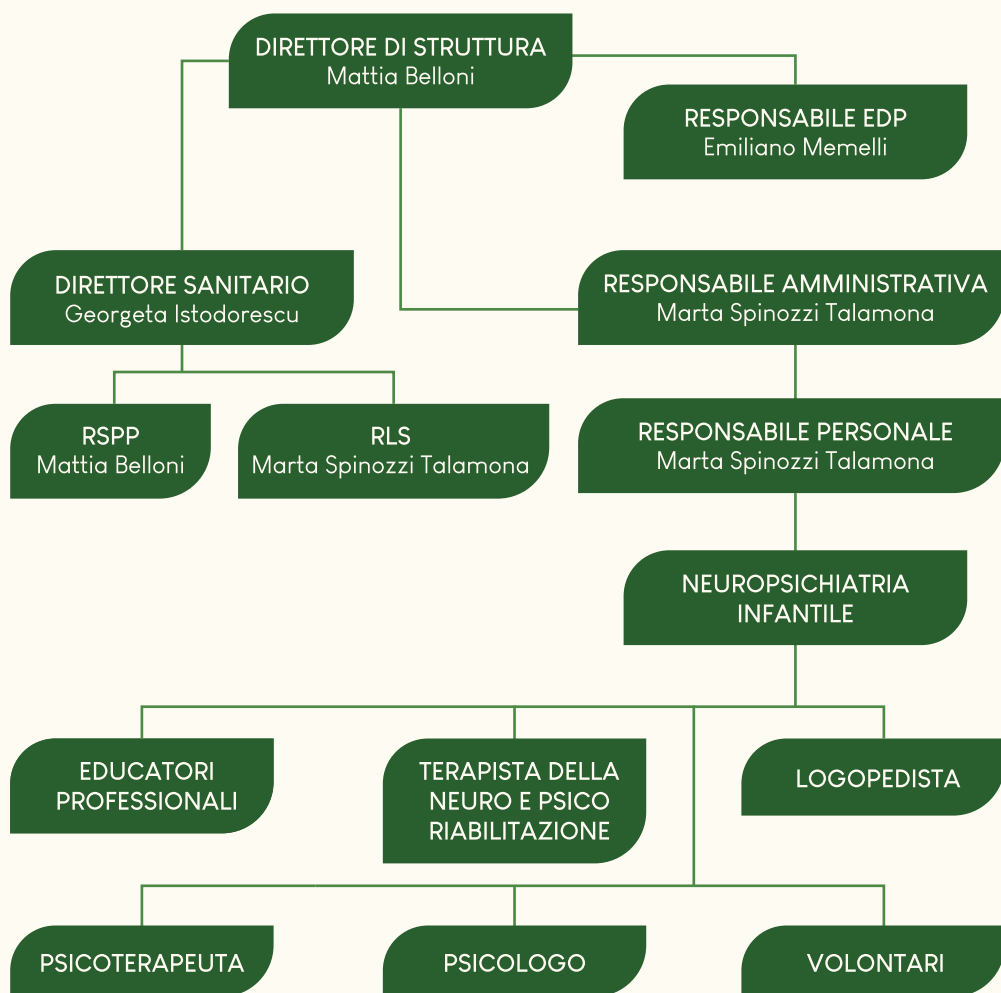 DIRETTORE DI STRUTTURA
Mattia Belloni
RESPONSABILE EDP
Emiliano Memelli
DIRETTORE SANITARIO
Georgeta Istodorescu
RESPONSABILE AMMINISTRATIVA
Marta Spinozzi Talamona
RSPP
Mattia Belloni
RLS
Marta Spinozzi Talamona
RESPONSABILE PERSONALE
Marta Spinozzi Talamona
NEUROPSICHIATRIA
INFANTILE
EDUCATORI
PROFESSIONALI
TERAPISTA DELLA
NEURO E PSICO
RIABILITAZIONE
LOGOPEDISTA
PSICOTERAPEUTA
PSICOLOGO
VOLONTARI